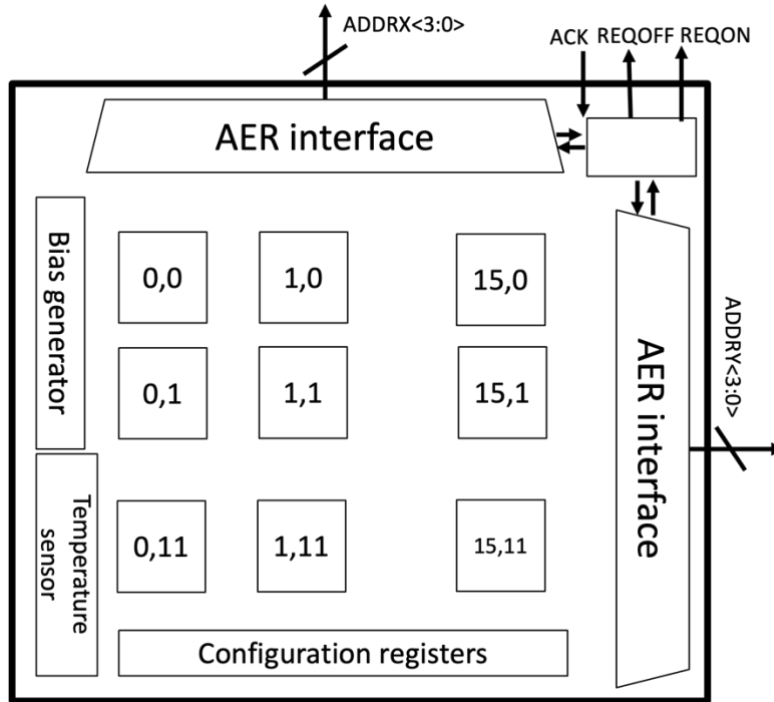 ADDRX<3:0>
ACK REQOFF REQON
AER interface
Bias generator
0,0
1,0
15,0
ADDRY<3:0>
0,1
1,1
15,1
AER interface
Temperature
sensor
0,11
1,11
15,11
Configuration registers